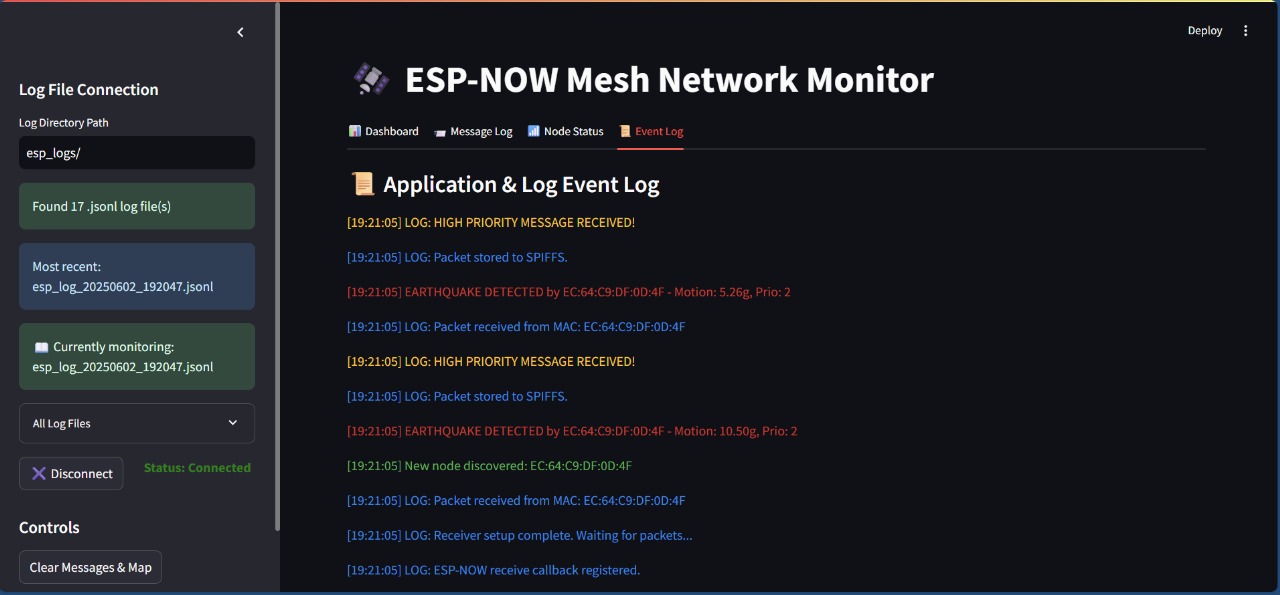 Deploy
Log File Connection
Log Directory Path
esp_logs/
Found 17 .jsonl log file(s)
Most recent:
esp_log_20250602_192047.jsonl
Currently monitoring:
esp_log_20250602_192047.jsonl
All Log Files
Disconnect
Status: Connected
Controls
Clear Messages & Map
ESP-NOW Mesh Network Monitor
Dashboard
Message Log
Node Status
Event Log
Application & Log Event Log
[19:21:05] LOG: HIGH PRIORITY MESSAGE RECEIVED!
[19:21:05] LOG: Packet stored to SPIFFS.
[19:21:05] EARTHQUAKE DETECTED by EC:64:C9:DF:0D:4F - Motion: 5.26g, Prio: 2
[19:21:05] LOG: Packet received from MAC: EC:64:C9:DF:0D:4F
[19:21:05] LOG: HIGH PRIORITY MESSAGE RECEIVED!
[19:21:05] LOG: Packet stored to SPIFFS.
[19:21:05] EARTHQUAKE DETECTED by EC:64:C9:DF:0D:4F - Motion: 10.50g, Prio: 2
[19:21:05] New node discovered: EC:64:C9:DF:0D:4F
[19:21:05] LOG: Packet received from MAC: EC:64:C9:DF:0D:4F
[19:21:05] LOG: Receiver setup complete. Waiting for packets...
[19:21:05] LOG: ESP-NOW receive callback registered.